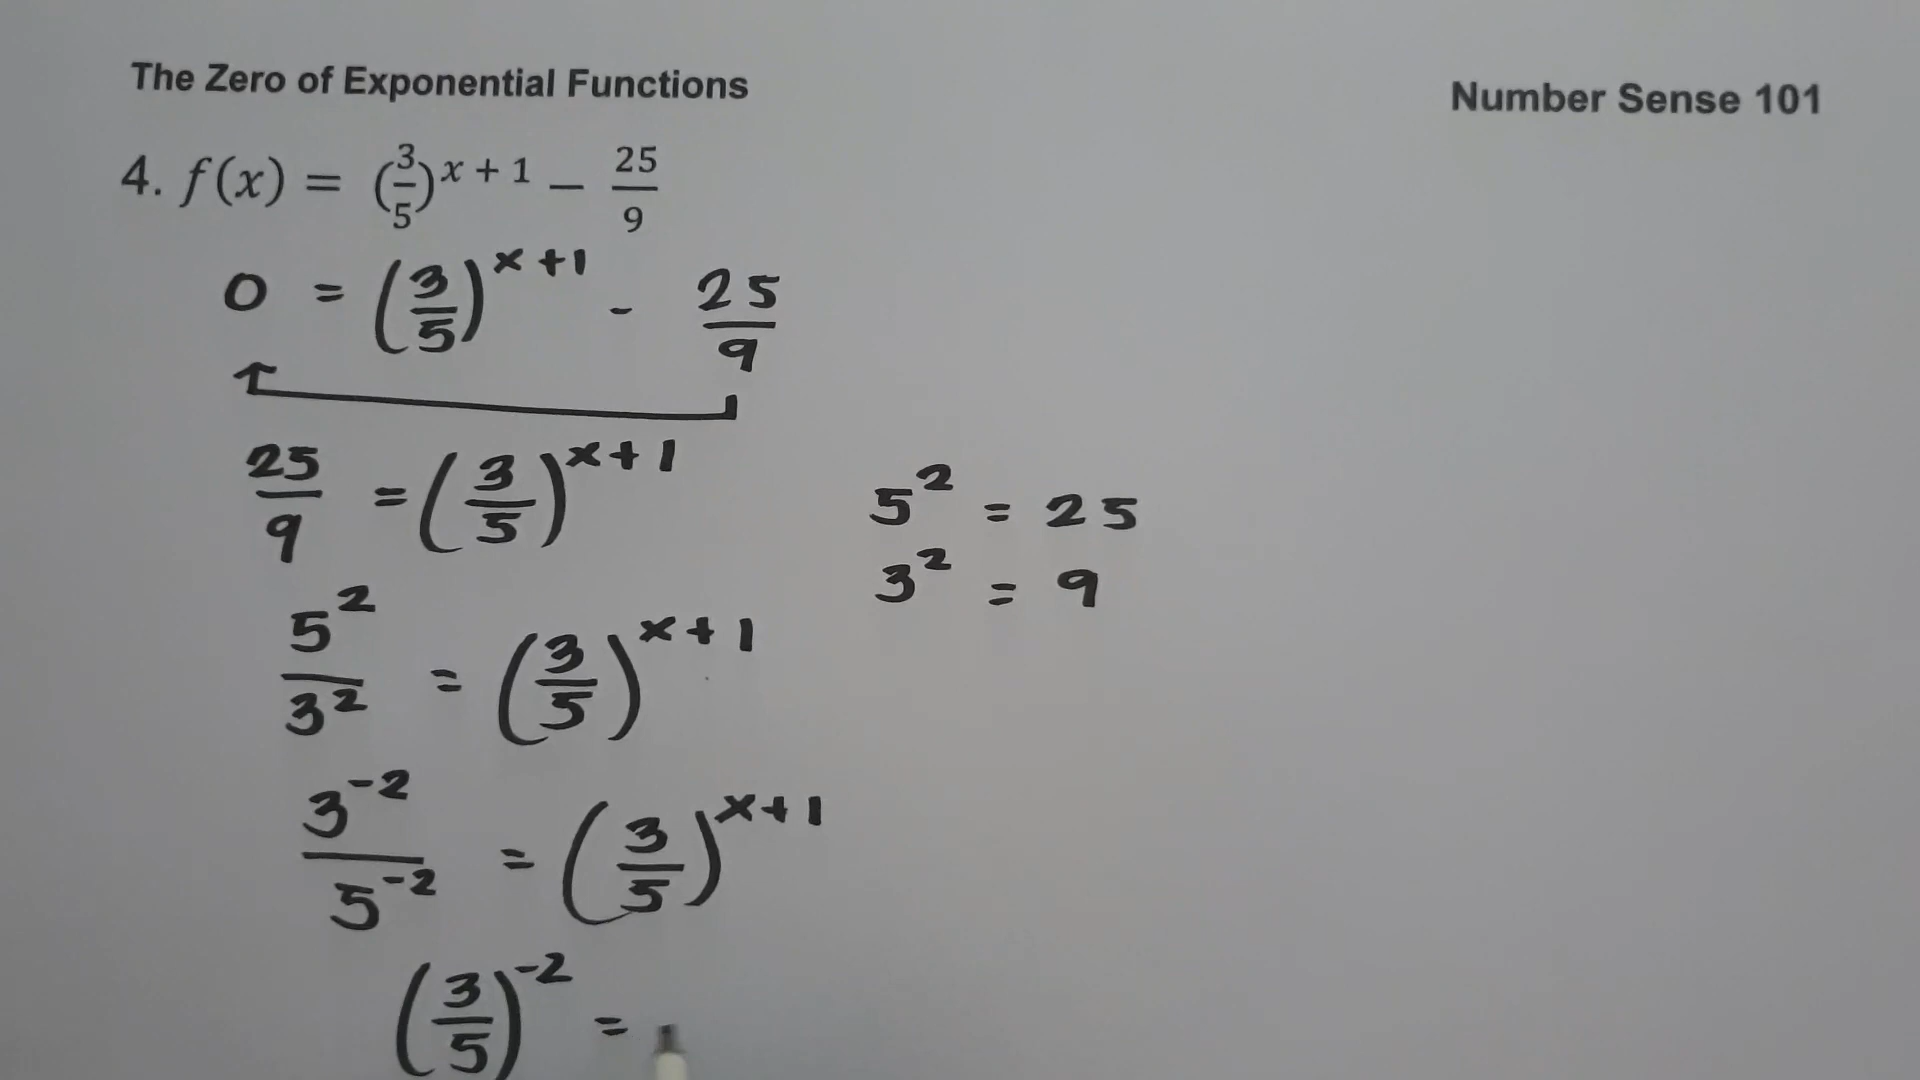 The Zero of Exponential Functions
Number Sense 101
4. f(x) = (3/5)^{x + 1} − 25/9
0 = (3/5)^{x+1} - 25/9
25/9 = (3/5)^{x+1}
5² = 25
3² = 9
5²/3² = (3/5)^{x+1}
3⁻²/5⁻² = (3/5)^{x+1}
(3/5)⁻² =